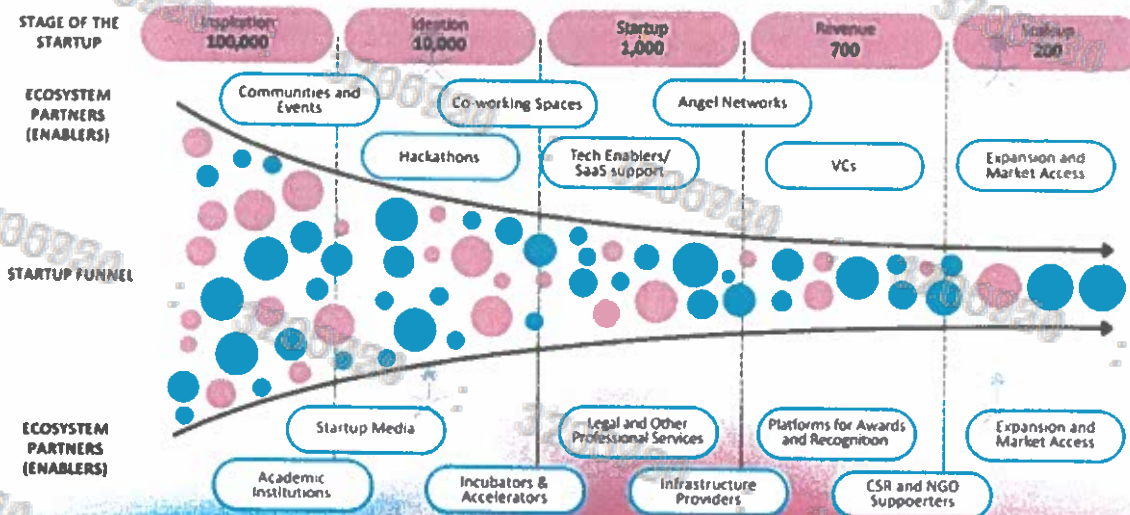 STAGE OF THE
STARTUP
Inspiration
100,000
Ideation
10,000
Startup
1,000
Revenue
700
Scaleup
200
ECOSYSTEM
PARTNERS
(ENABLERS)
Communities and
Events
Co-working Spaces
Angel Networks
Hackathons
Tech Enablers/
SaaS support
VCs
Expansion and
Market Access
STARTUP FUNNEL
ECOSYSTEM
PARTNERS
(ENABLERS)
Startup Media
Legal and Other
Professional Services
Platforms for Awards
and Recognition
Expansion and
Market Access
Academic
Institutions
Incubators &
Accelerators
Infrastructure
Providers
CSR and NGO
Suppoerters